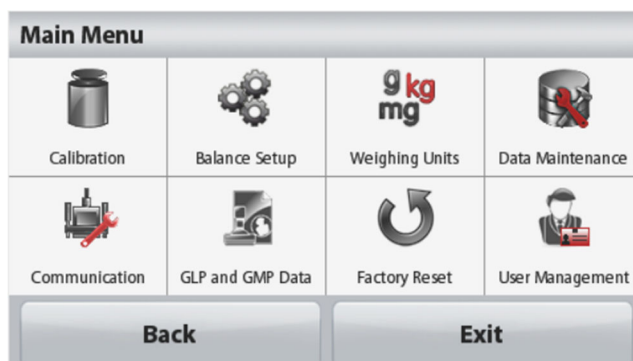 Main Menu
g kg
mg
Calibration Balance Setup Weighing Units Data Maintenance
Communication GLP and GMP Data Factory Reset User Management
Back Exit